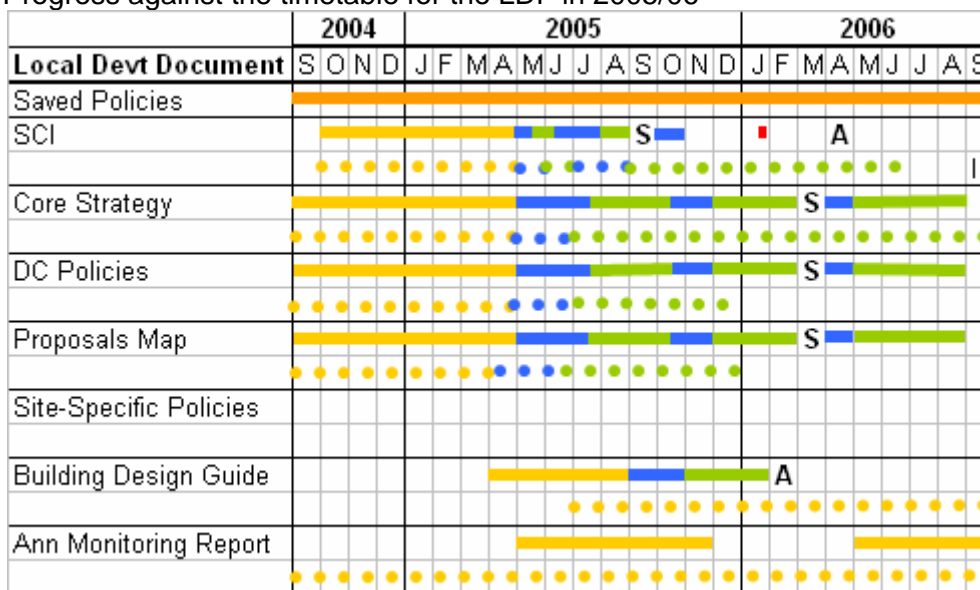 2004 2005 2006
Local Devt Document S O N D J F M A M J J A S O N D J F M A M J J A S
Saved Policies
SCI S A
I
Core Strategy S
DC Policies S
Proposals Map S
Site-Specific Policies
Building Design Guide A
Ann Monitoring Report